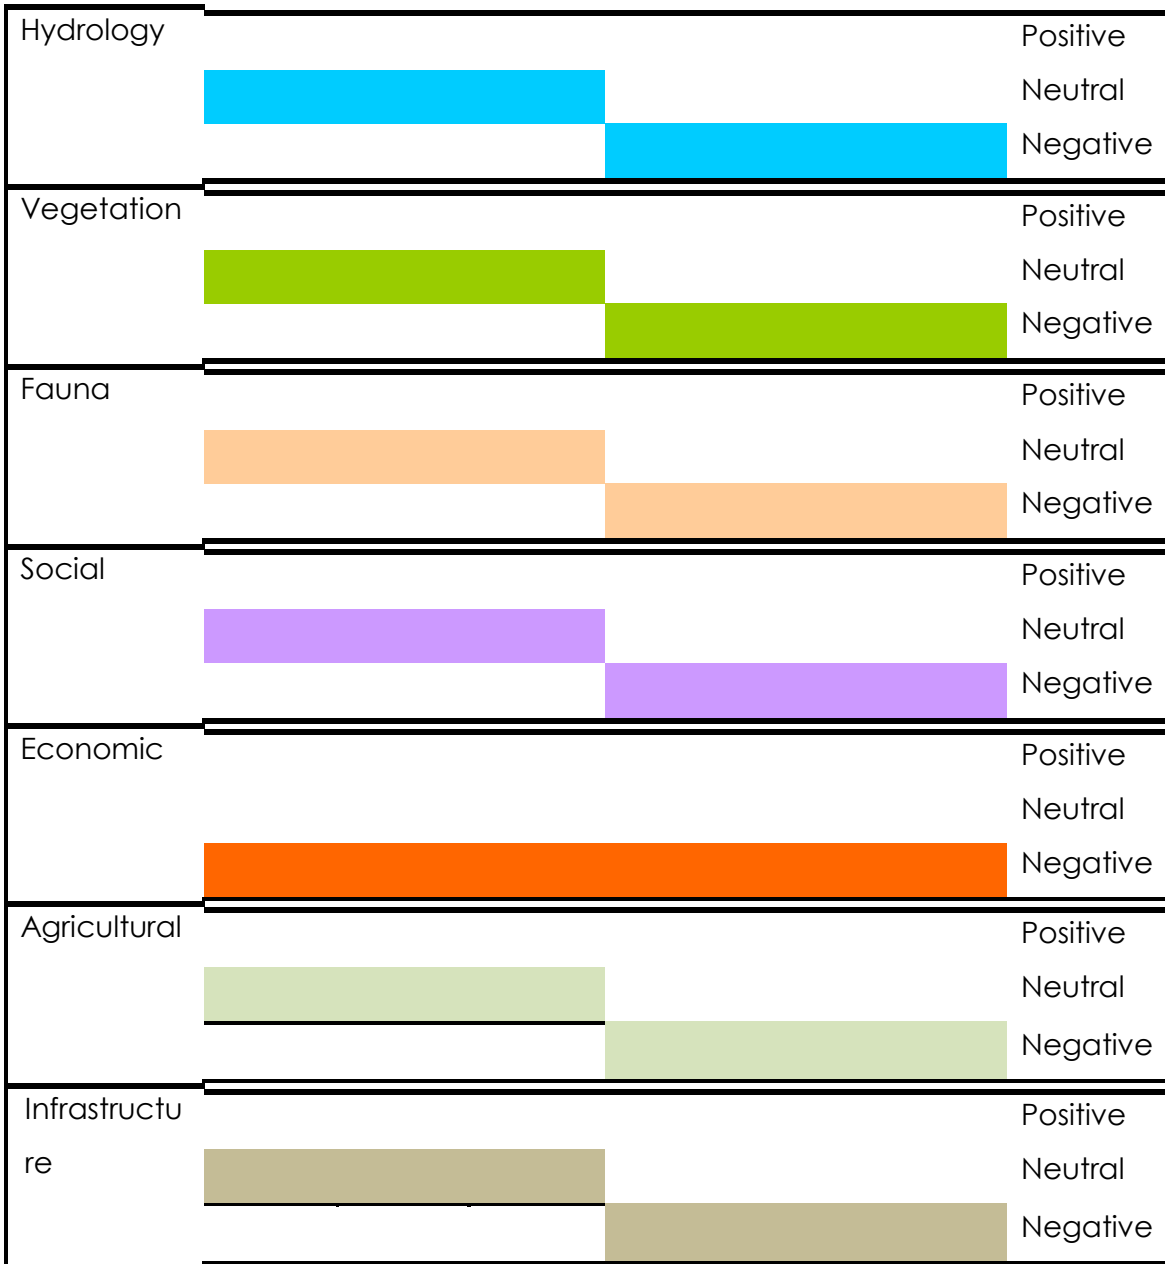 Hydrology
Positive
Neutral
Negative
Vegetation
Positive
Neutral
Negative
Fauna
Positive
Neutral
Negative
Social
Positive
Neutral
Negative
Economic
Positive
Neutral
Negative
Agricultural
Positive
Neutral
Negative
Infrastructu
re
Positive
Neutral
Negative